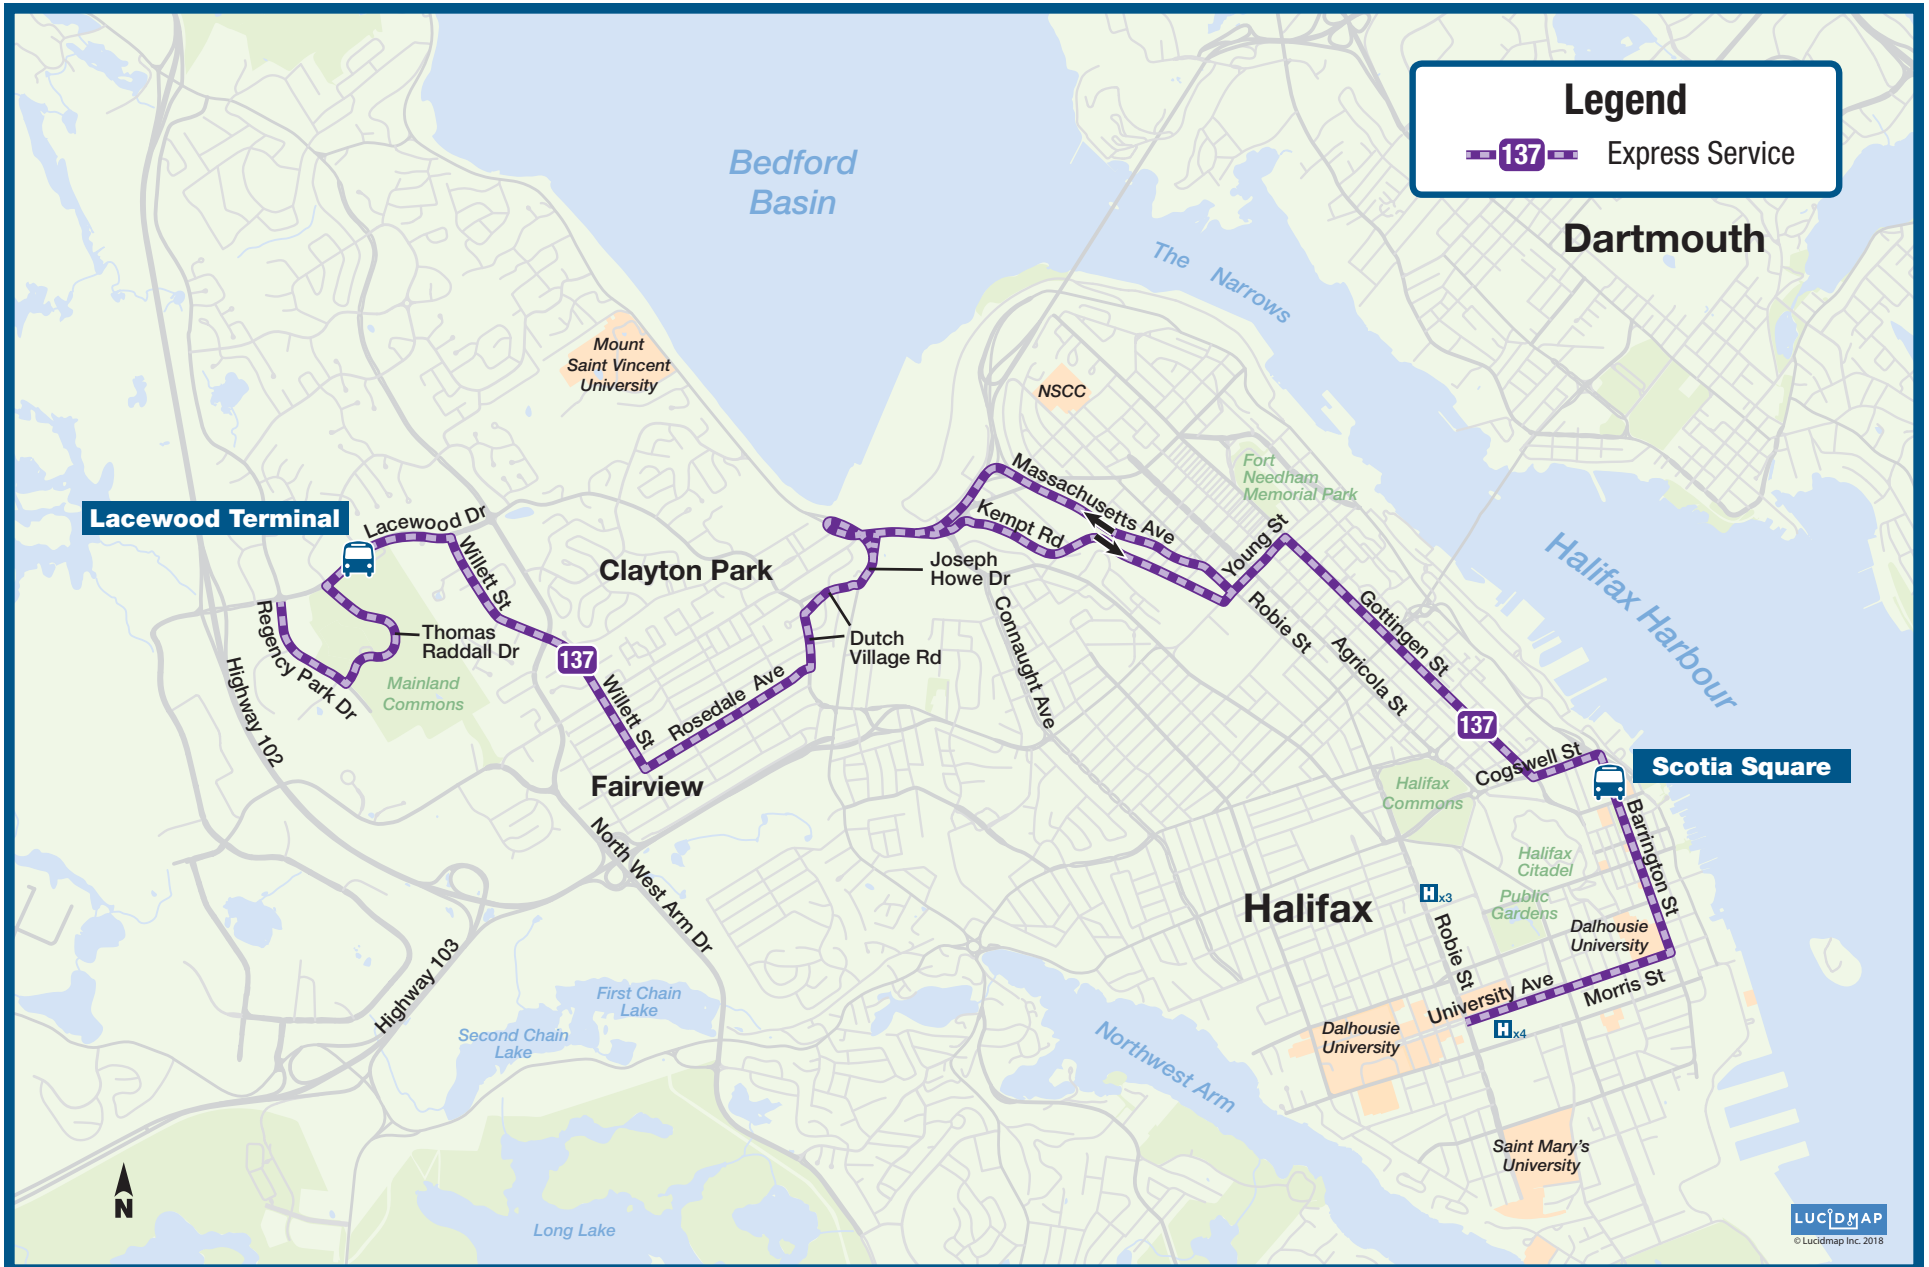 Legend
137
Express Service
Bedford
Basin
Dartmouth
The Narrows
Mount
Saint Vincent
University
NSCC
Fort
Needham
Memorial Park
Massachusetts Ave
Kempt Rd
Young St
Lacewood Terminal
Lacewood Dr
Willett St
Clayton Park
Joseph
Howe Dr
Halifax Harbour
Connaught Ave
Robie St
Gottingen St
Agricola St
Regency Park Dr
Thomas
Raddall Dr
Dutch
Village Rd
137
Highway 102
Mainland
Commons
Willett St
Rosedale Ave
137
Fairview
Cogswell St
Scotia Square
Halifax
Commons
Barrington St
North West Arm Dr
Halifax
Citadel
Public
Gardens
H x3
Halifax
Robie St
Dalhousie
University
Highway 103
First Chain
Lake
Second Chain
Lake
University Ave
Morris St
H x4
Dalhousie
University
Northwest Arm
Saint Mary's
University
N
Long Lake
LUCIDMAP
© Lucidmap Inc. 2018